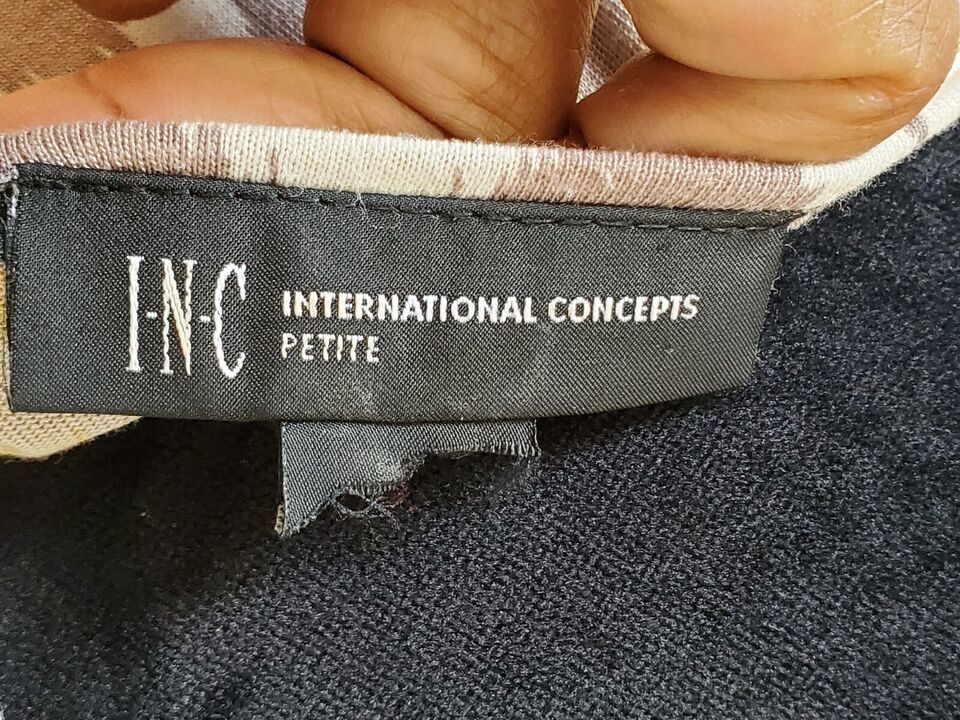 I-N-C INTERNATIONAL CONCEPTS
PETITE